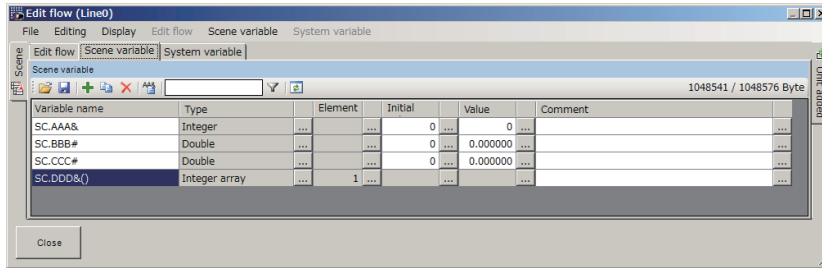 Edit flow (Line0)
File Editing Display Edit flow Scene variable System variable
Scene
Edit flow Scene variable System variable
Scene variable
AAA 1048541 / 1048576 Byte
Variable name Type Element Initial Value Comment
SC.AAA& Integer ... ... 0 ... 0 ... ...
SC.BBB# Double ... ... 0 ... 0.000000 ... ...
SC.CCC# Double ... ... 0 ... 0.000000 ... ...
SC.DDD&() Integer array ... 1 ... ... ... ...
Close